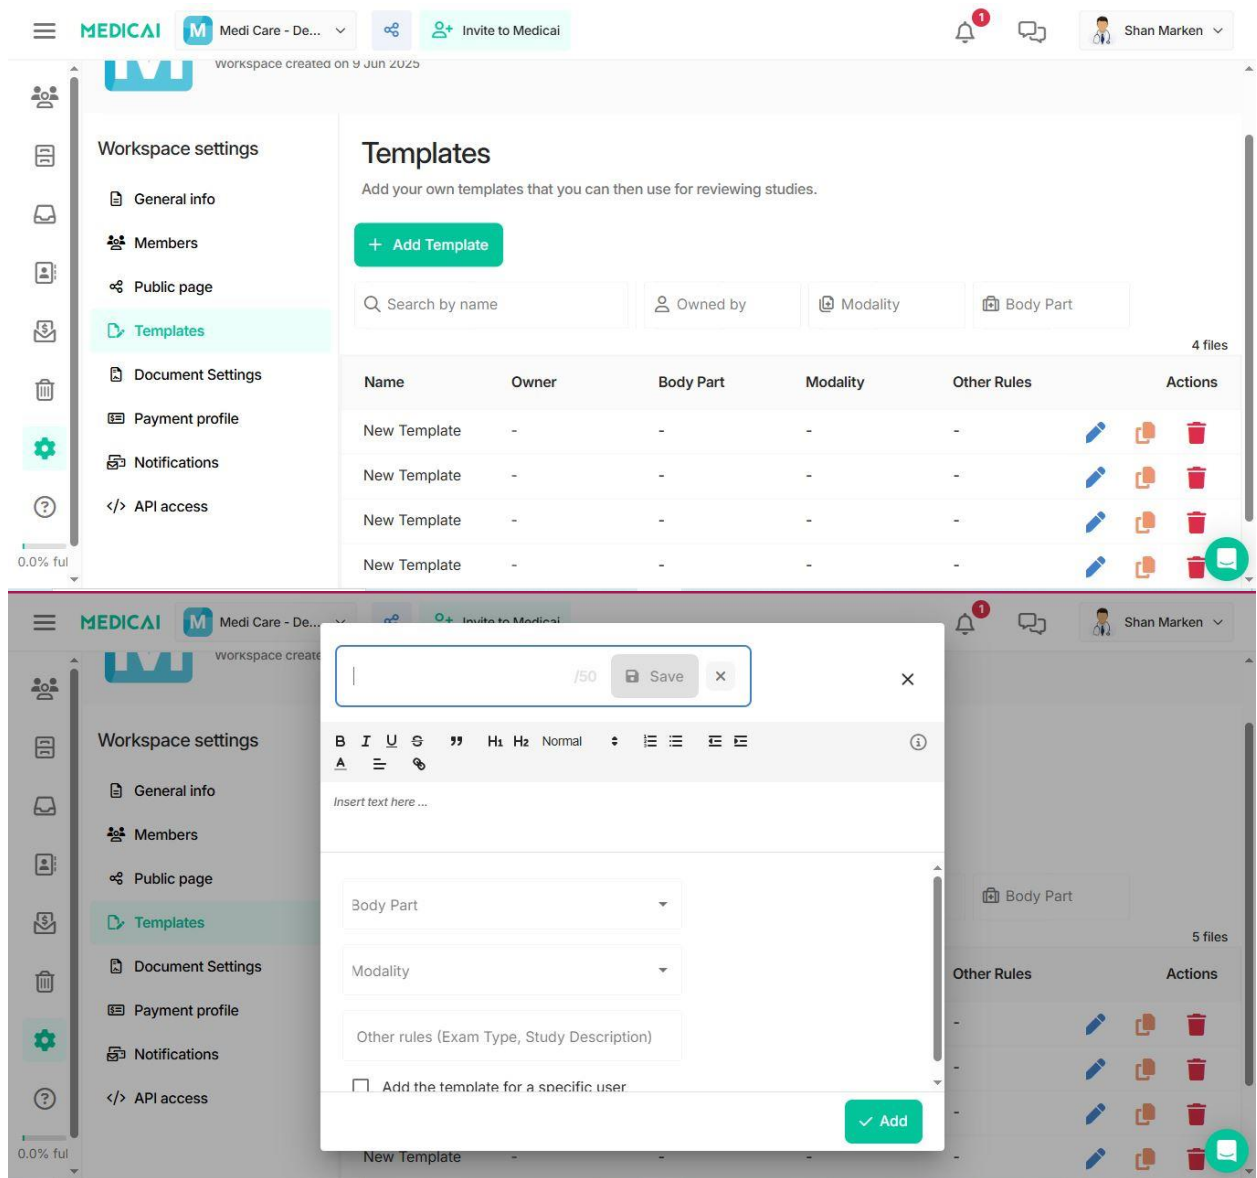 MEDICAI M Medi Care - De... Invite to Medicai 1 Shan Marken
Workspace created on 9 Jun 2025
Workspace settings
General info
Members
Public page
Templates
Document Settings
Payment profile
Notifications
API access
0.0% ful
Templates
Add your own templates that you can then use for reviewing studies.
+ Add Template
Search by name Owned by Modality Body Part
4 files
Name Owner Body Part Modality Other Rules Actions
New Template - - - -
New Template - - - -
New Template - - - -
New Template - - - -
MEDICAI M Medi Care - De... Invite to Medicai 1 Shan Marken
Workspace create
Workspace settings
General info
Members
Public page
Templates
Document Settings
Payment profile
Notifications
API access
0.0% ful
/50 Save
B I U S H1 H2 Normal
A
Insert text here ...
Body Part
Modality
Other rules (Exam Type, Study Description)
Add the template for a specific user
Add
Body Part
5 files
Other Rules Actions
-
-
-
New Template - - - -